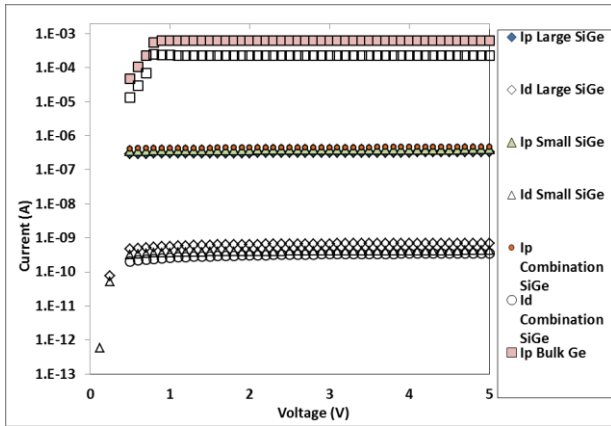 1.E-03
1.E-04
1.E-05
1.E-06
1.E-07
1.E-08
1.E-09
1.E-10
1.E-11
1.E-12
1.E-13
Current (A)
0 1 2 3 4 5
Voltage (V)
Ip Large SiGe
Id Large SiGe
Ip Small SiGe
Id Small SiGe
Ip
Combination
SiGe
Id
Combination
SiGe
Ip Bulk Ge